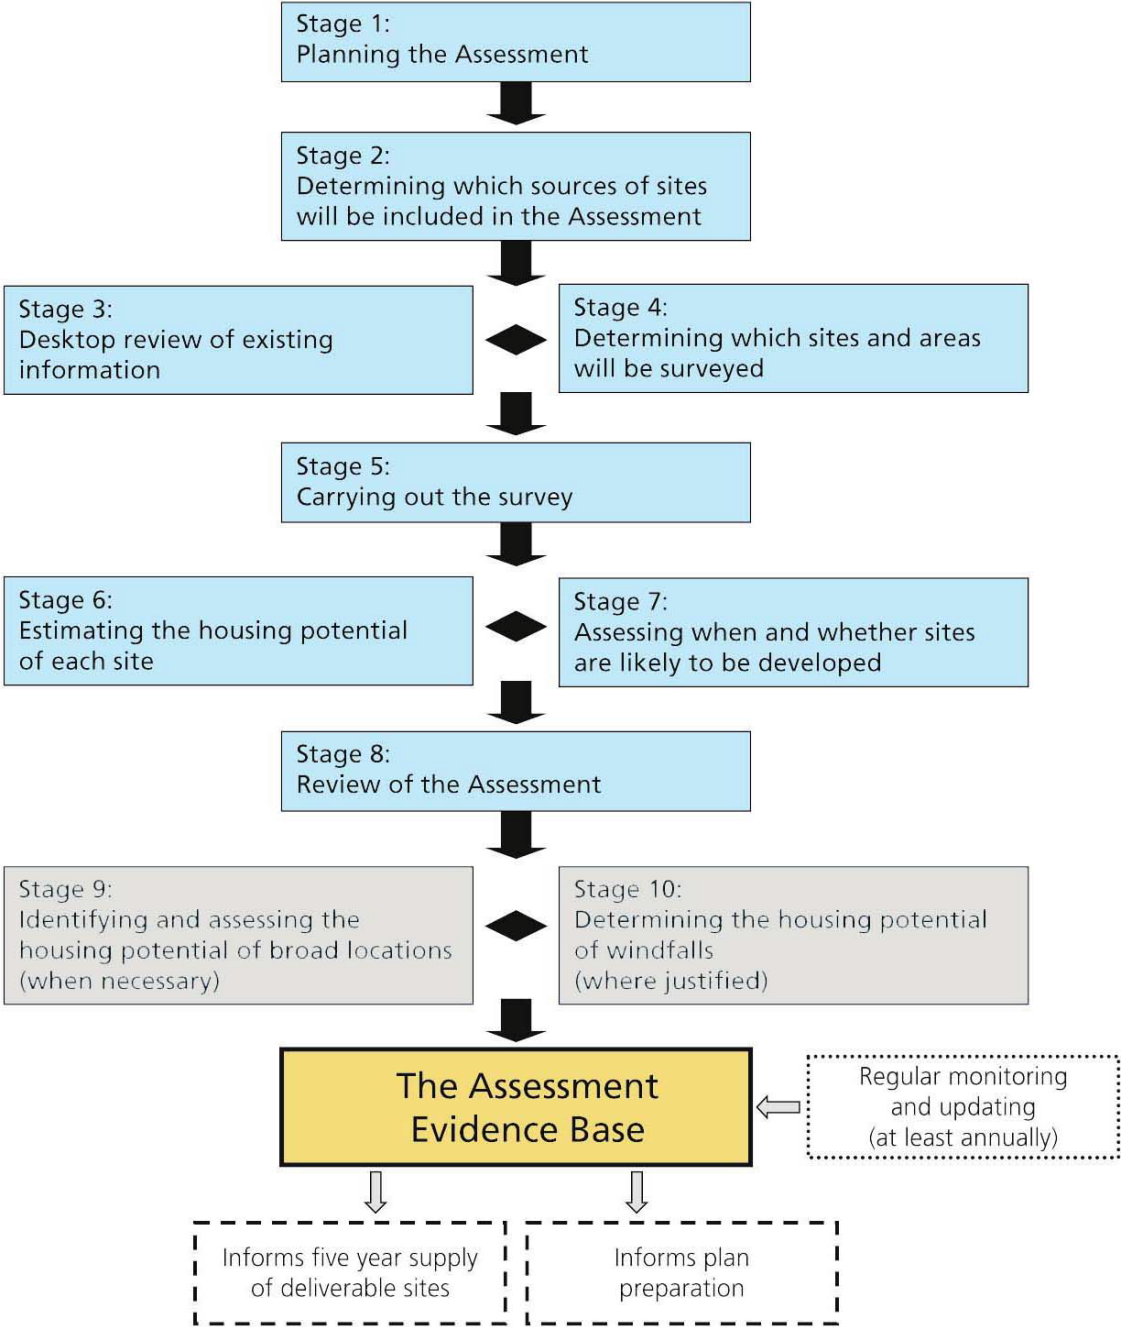 Stage 1:
Planning the Assessment
Stage 2:
Determining which sources of sites
will be included in the Assessment
Stage 3:
Desktop review of existing
information
Stage 4:
Determining which sites and areas
will be surveyed
Stage 5:
Carrying out the survey
Stage 6:
Estimating the housing potential
of each site
Stage 7:
Assessing when and whether sites
are likely to be developed
Stage 8:
Review of the Assessment
Stage 9:
Identifying and assessing the
housing potential of broad locations
(when necessary)
Stage 10:
Determining the housing potential
of windfalls
(where justified)
The Assessment
Evidence Base
Regular monitoring
and updating
(at least annually)
Informs five year supply
of deliverable sites
Informs plan
preparation